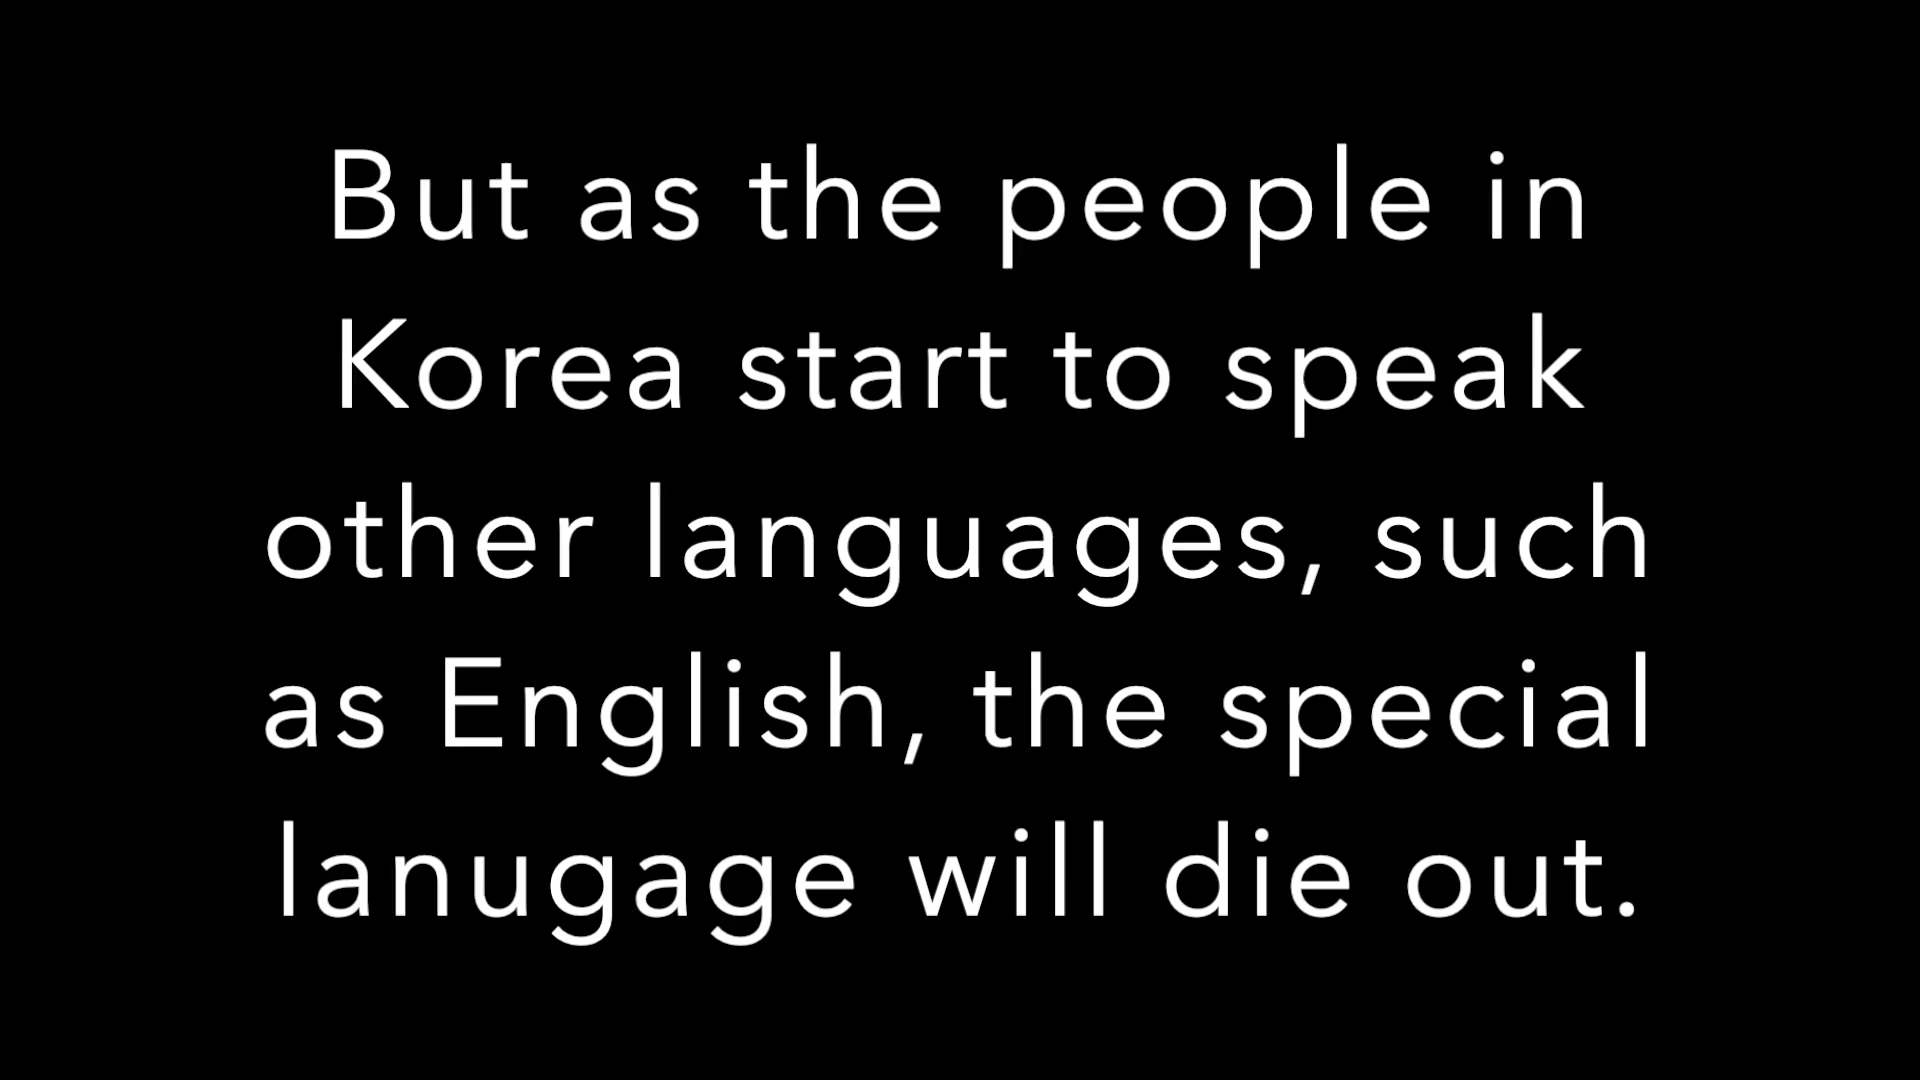 But as the people in
Korea start to speak
other languages, such
as English, the special
lanugage will die out.